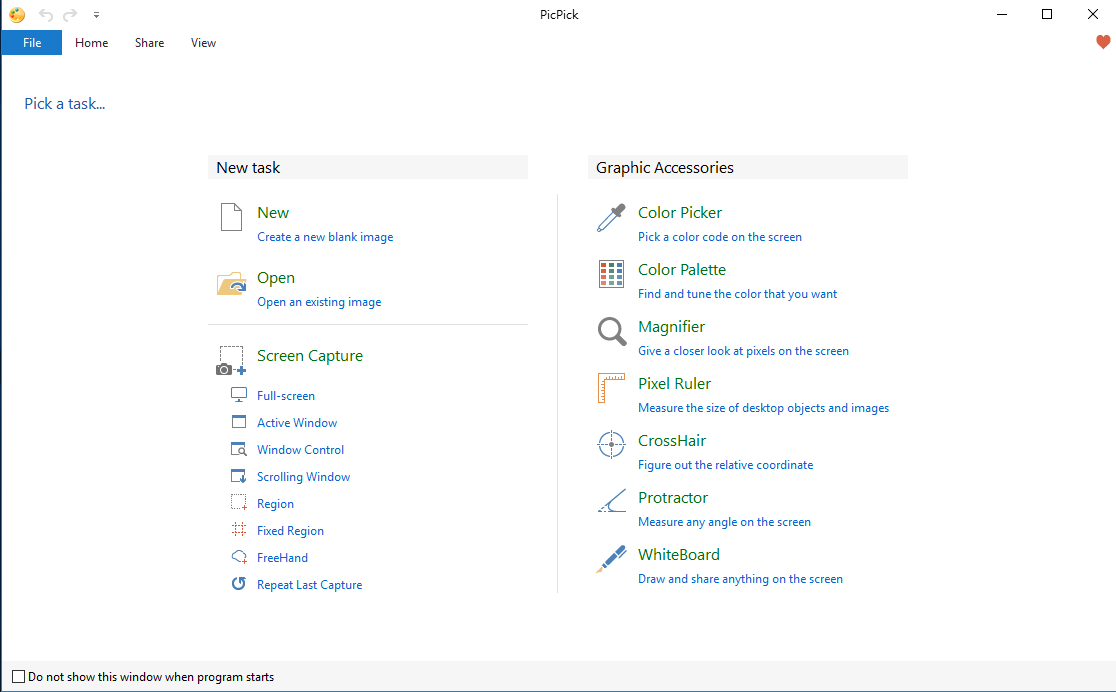 PicPick
File Home Share View
Pick a task...
New task
New
Create a new blank image
Open
Open an existing image
Screen Capture
Full-screen
Active Window
Window Control
Scrolling Window
Region
Fixed Region
FreeHand
Repeat Last Capture
Graphic Accessories
Color Picker
Pick a color code on the screen
Color Palette
Find and tune the color that you want
Magnifier
Give a closer look at pixels on the screen
Pixel Ruler
Measure the size of desktop objects and images
CrossHair
Figure out the relative coordinate
Protractor
Measure any angle on the screen
WhiteBoard
Draw and share anything on the screen
Do not show this window when program starts